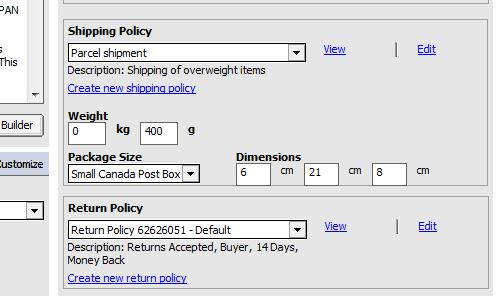 PAN
Shipping Policy
Parcel shipment View | Edit
Description: Shipping of overweight items
This
Create new shipping policy
Weight
0 kg 400 g
Builder
Package Size Dimensions
Customize
Small Canada Post Box 6 cm 21 cm 8 cm
Return Policy
Return Policy 62626051 - Default View | Edit
Description: Returns Accepted, Buyer, 14 Days,
Money Back
Create new return policy